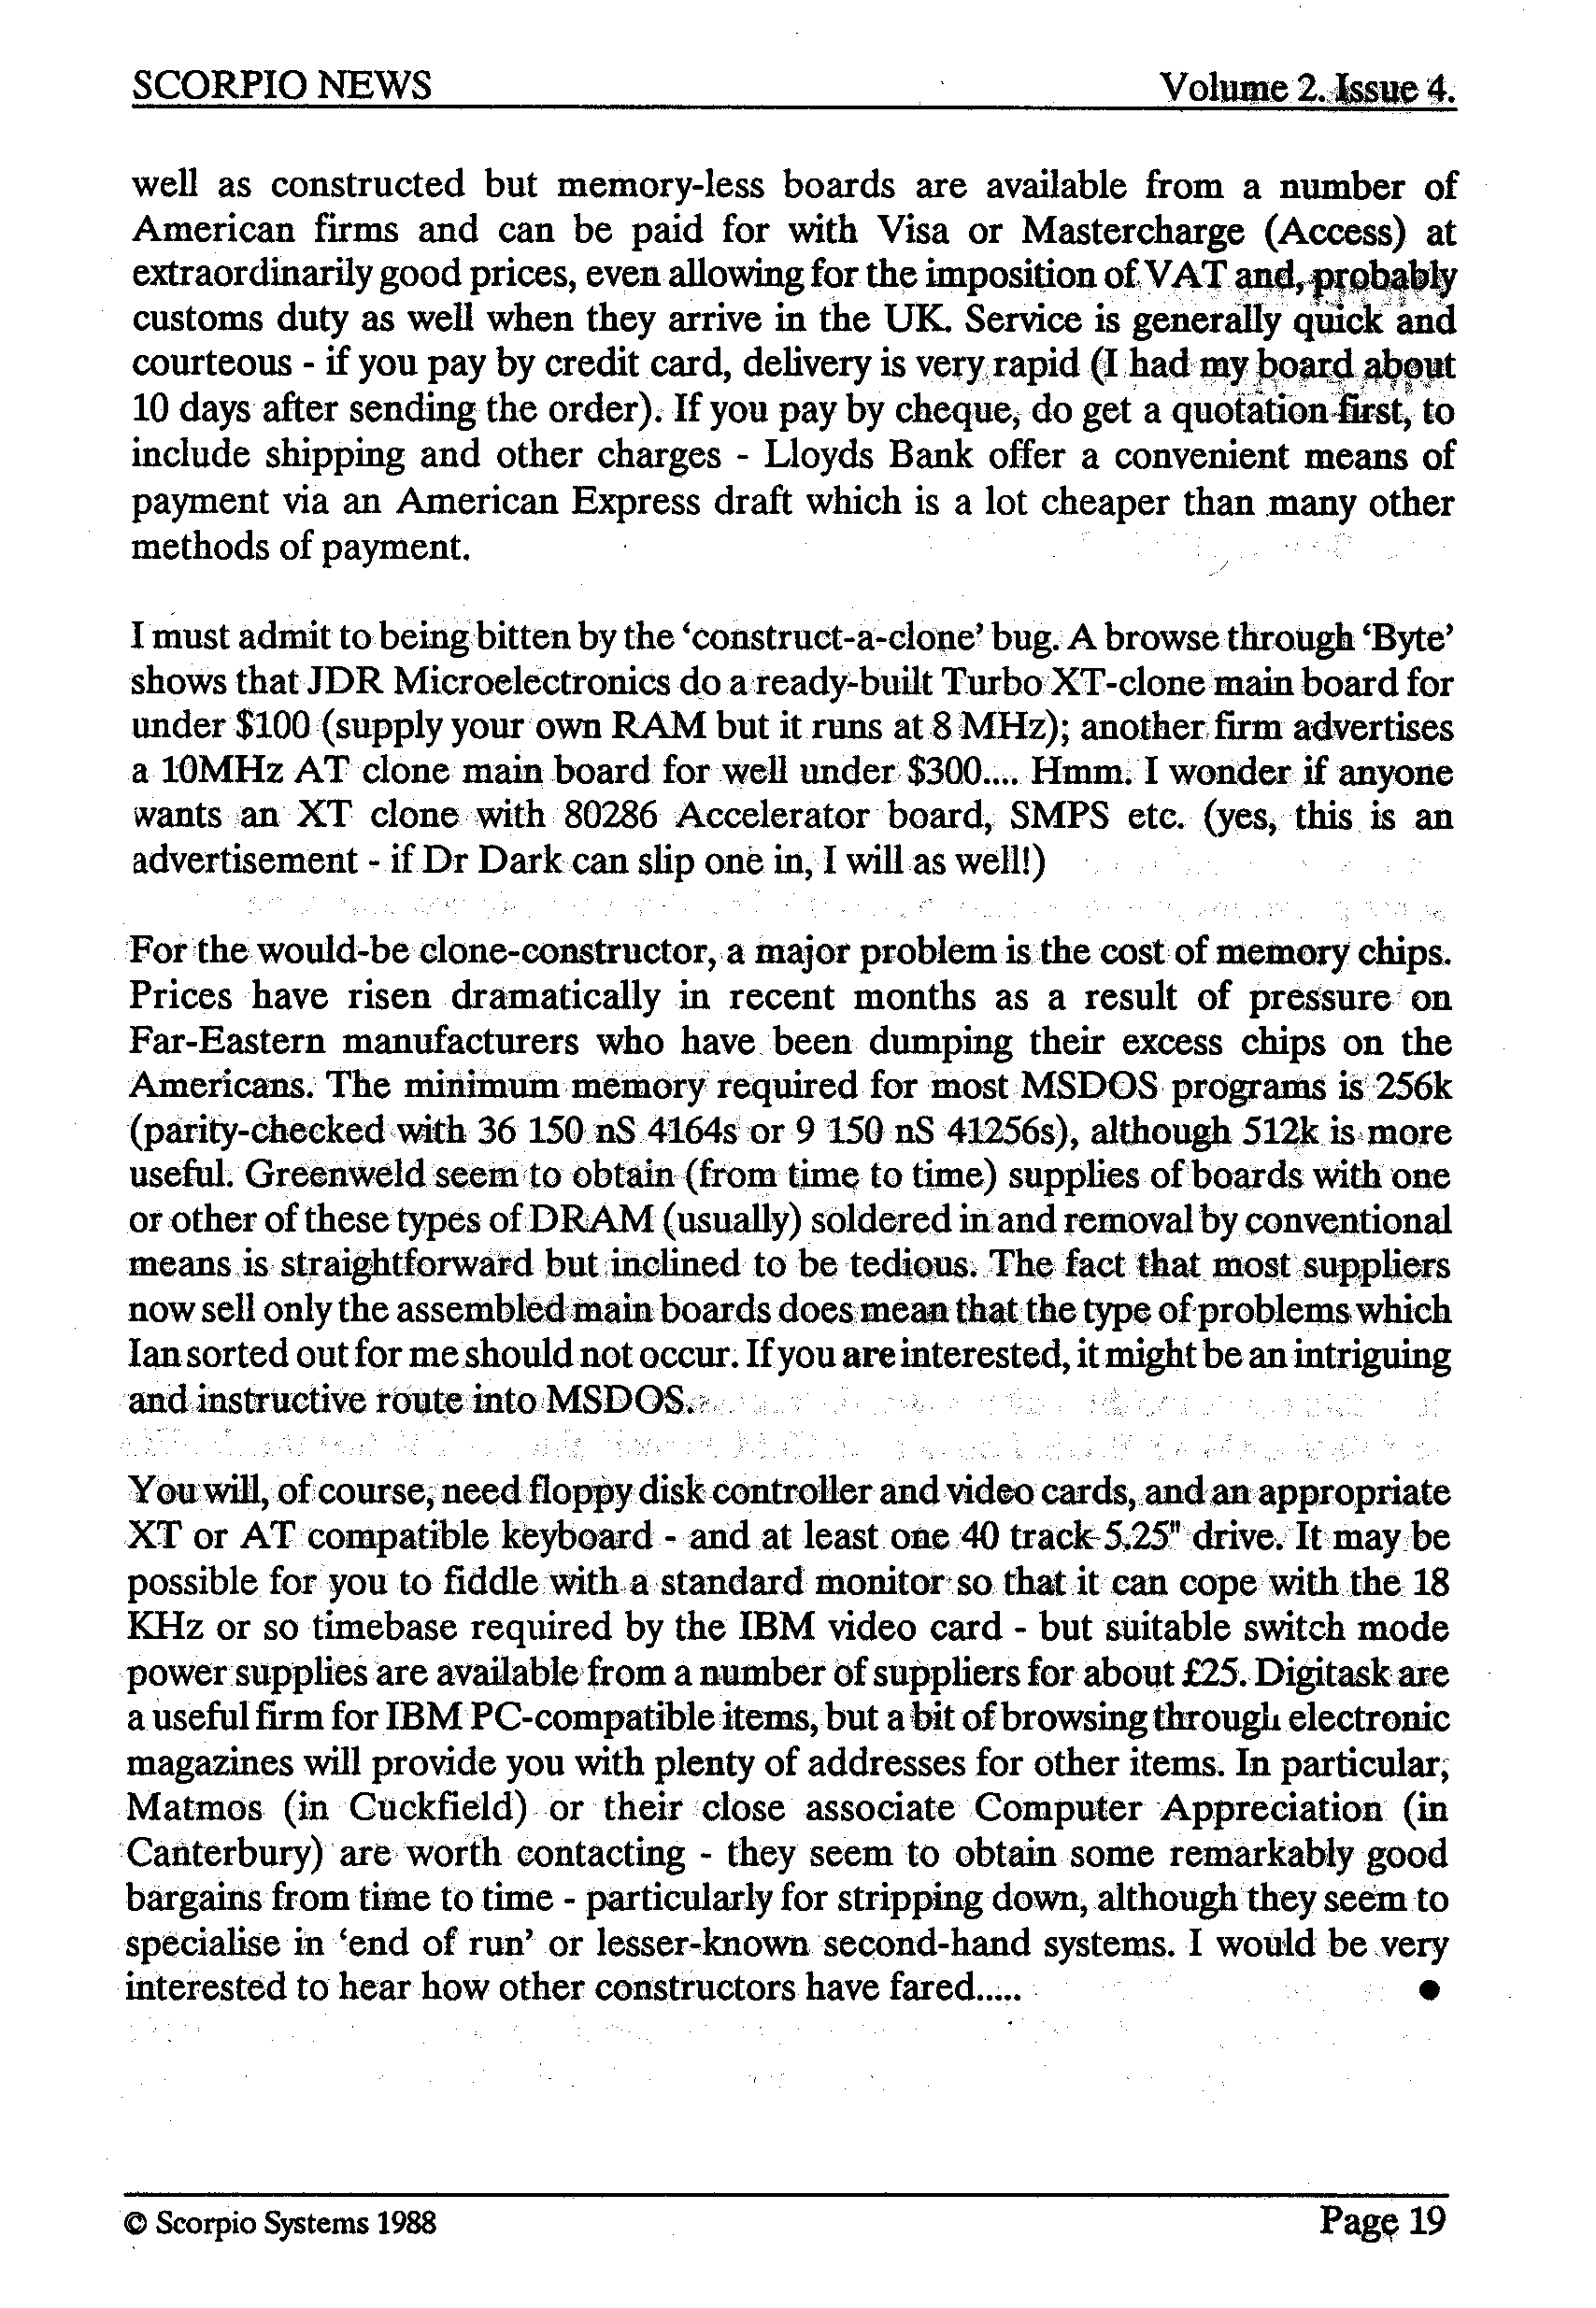 SCORPIO NEWS Volume 2. Issue 4.
well as constructed but memory-less boards are available from a number of
American firms and can be paid for with Visa or Mastercharge (Access) at
extraordinarily good prices, even allowing for the imposition of VAT and, probably
customs duty as well when they arrive in the UK. Service is generally quick and
courteous - if you pay by credit card, delivery is very rapid (I had my board about
10 days after sending the order). If you pay by cheque, do get a quotation first, to
include shipping and other charges - Lloyds Bank offer a convenient means of
payment via an American Express draft which is a lot cheaper than many other
methods of payment.
I must admit to being bitten by the ‘construct-a-clone’ bug. A browse through ‘Byte’
shows that JDR Microelectronics do a ready-built Turbo XT-clone main board for
under $100 (supply your own RAM but it runs at 8 MHz); another firm advertises
a 10MHz AT clone main board for well under $300.... Hmm. I wonder if anyone
wants an XT clone with 80286 Accelerator board, SMPS etc. (yes, this is an
advertisement - if Dr Dark can slip one in, I will as well!)
For the would-be clone-constructor, a major problem is the cost of memory chips.
Prices have risen dramatically in recent months as a result of pressure on
Far-Eastern manufacturers who have been dumping their excess chips on the
Americans. The minimum memory required for most MSDOS programs is 256k
(parity-checked with 36 150 nS 4164s or 9 150 nS 41256s), although 512k is more
useful. Greenweld seem to obtain (from time to time) supplies of boards with one
or other of these types of DRAM (usually) soldered in and removal by conventional
means is straightforward but inclined to be tedious. The fact that most suppliers
now sell only the assembled main boards does mean that the type of problems which
Ian sorted out for me should not occur. If you are interested, it might be an intriguing
and instructive route into MSDOS.
You will, of course, need floppy disk controller and video cards, and an appropriate
XT or AT compatible keyboard - and at least one 40 track 5.25" drive. It may be
possible for you to fiddle with a standard monitor so that it can cope with the 18
KHz or so timebase required by the IBM video card - but suitable switch mode
power supplies are available from a number of suppliers for about £25. Digitask are
a useful firm for IBM PC-compatible items, but a bit of browsing through electronic
magazines will provide you with plenty of addresses for other items. In particular,
Matmos (in Cuckfield) or their close associate Computer Appreciation (in
Canterbury) are worth contacting - they seem to obtain some remarkably good
bargains from time to time - particularly for stripping down, although they seem to
specialise in ‘end of run’ or lesser-known second-hand systems. I would be very
interested to hear how other constructors have fared..... ●
© Scorpio Systems 1988 Page 19